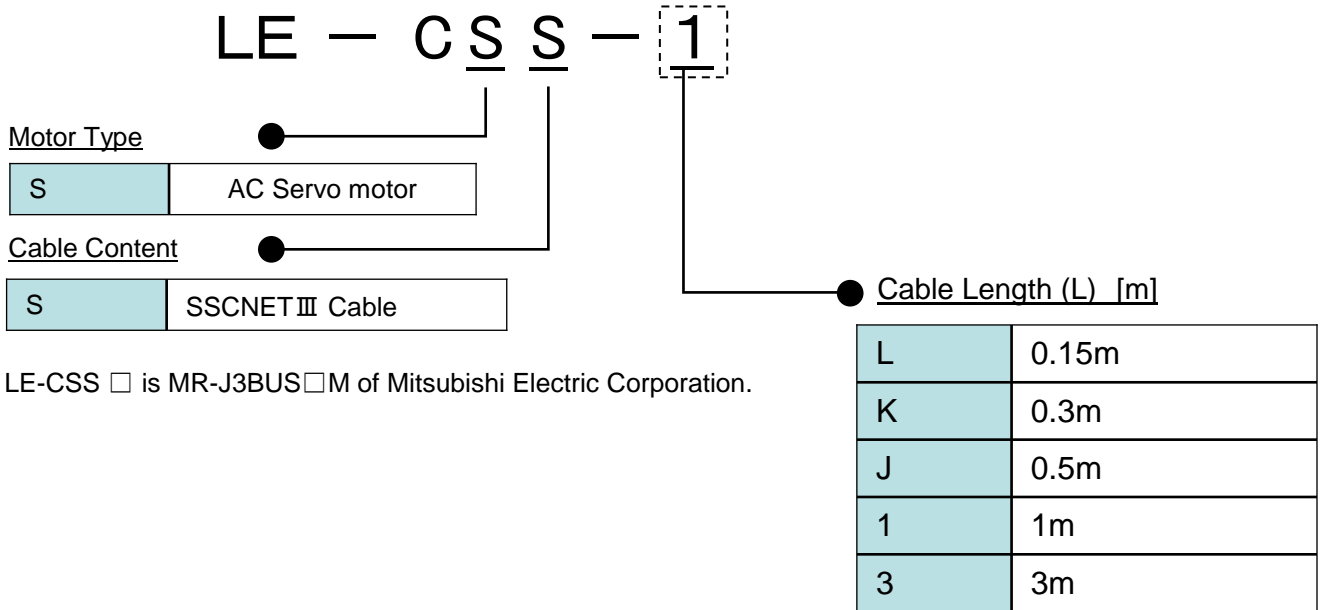 LE － CSS － 1
Motor Type
S AC Servo motor
Cable Content
S SSCNETⅢ Cable
LE-CSS □ is MR-J3BUS□M of Mitsubishi Electric Corporation.
Cable Length (L) [m]
L 0.15m
K 0.3m
J 0.5m
1 1m
3 3m